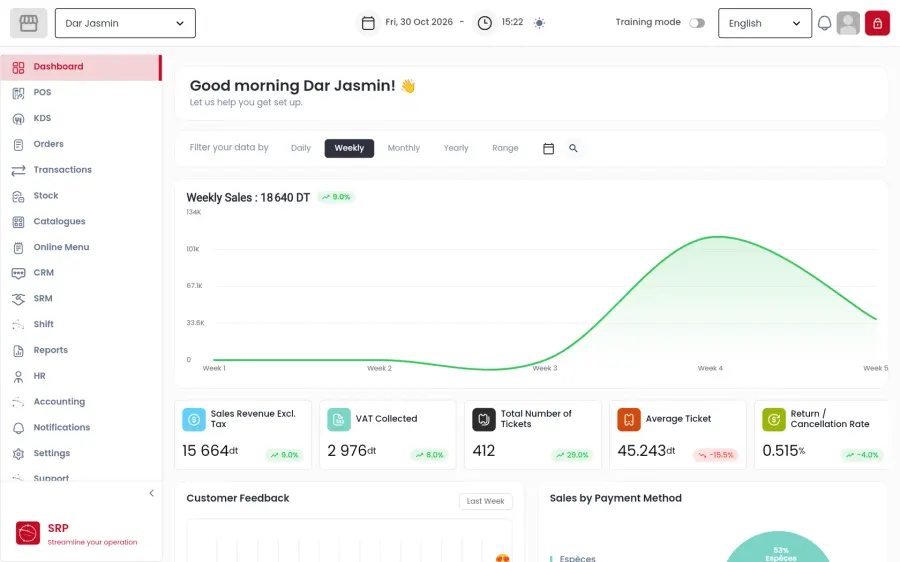 Dar Jasmin
Fri, 30 Oct 2026 - 15:22
Training mode
English
Dashboard
POS
KDS
Orders
Transactions
Stock
Catalogues
Online Menu
CRM
SRM
Shift
Reports
HR
Accounting
Notifications
Settings
Support
SRP
Streamline your operation
Good morning Dar Jasmin! 👋
Let us help you get set up.
Filter your data by Daily Weekly Monthly Yearly Range
Weekly Sales : 18 640 DT 9.0%
134K
101K
67.1K
33.6K
0
Week 1 Week 2 Week 3 Week 4 Week 5
Sales Revenue Excl. Tax
15 664dt 9.0%
VAT Collected
2 976dt 8.0%
Total Number of Tickets
412 29.0%
Average Ticket
45.243dt -15.5%
Return / Cancellation Rate
0.515% -4.0%
Customer Feedback
Last Week
Sales by Payment Method
Espèces
53%
Espèces